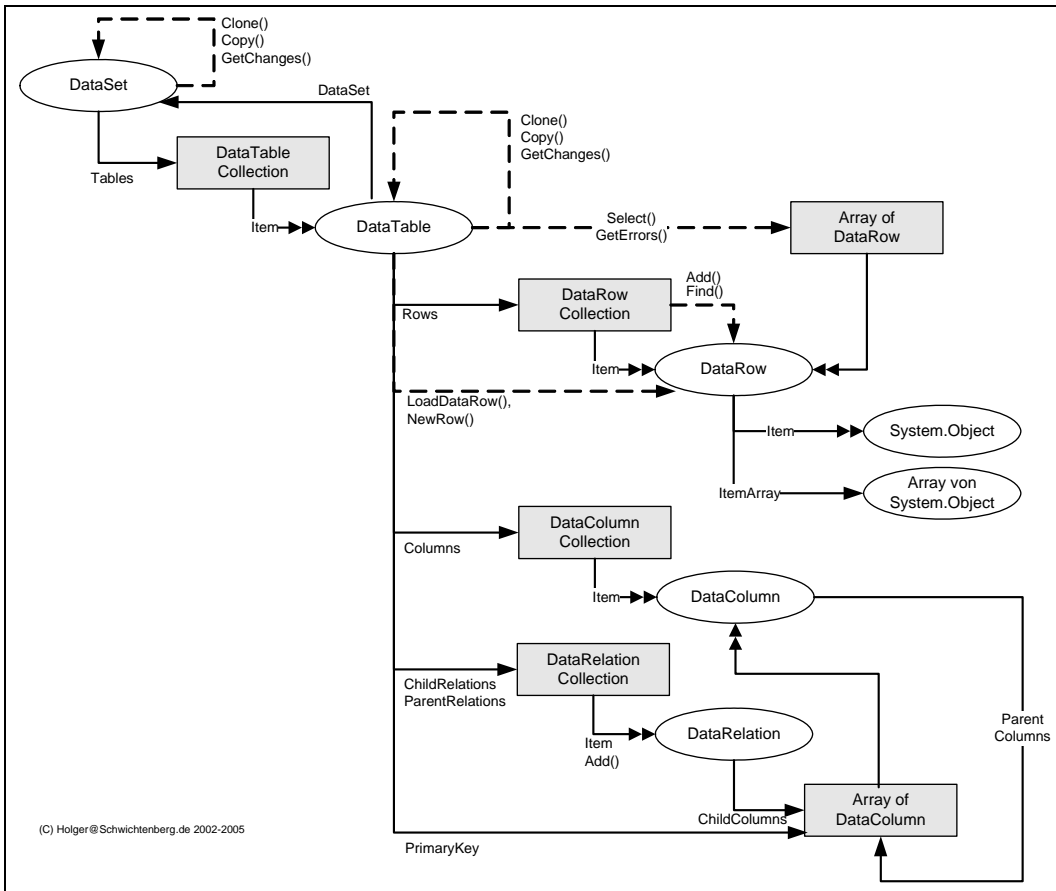 Clone()
Copy()
GetChanges()
DataSet
DataSet
Tables
DataTable
Collection
Item
Clone()
Copy()
GetChanges()
DataTable
Select()
GetErrors()
Array of
DataRow
Rows
DataRow
Collection
Add()
Find()
Item
DataRow
LoadDataRow(),
NewRow()
Item
System.Object
ItemArray
Array von
System.Object
Columns
DataColumn
Collection
Item
DataColumn
ChildRelations
ParentRelations
DataRelation
Collection
Item
Add()
DataRelation
Parent
Columns
ChildColumns
Array of
DataColumn
PrimaryKey
(C) Holger@Schwichtenberg.de 2002-2005